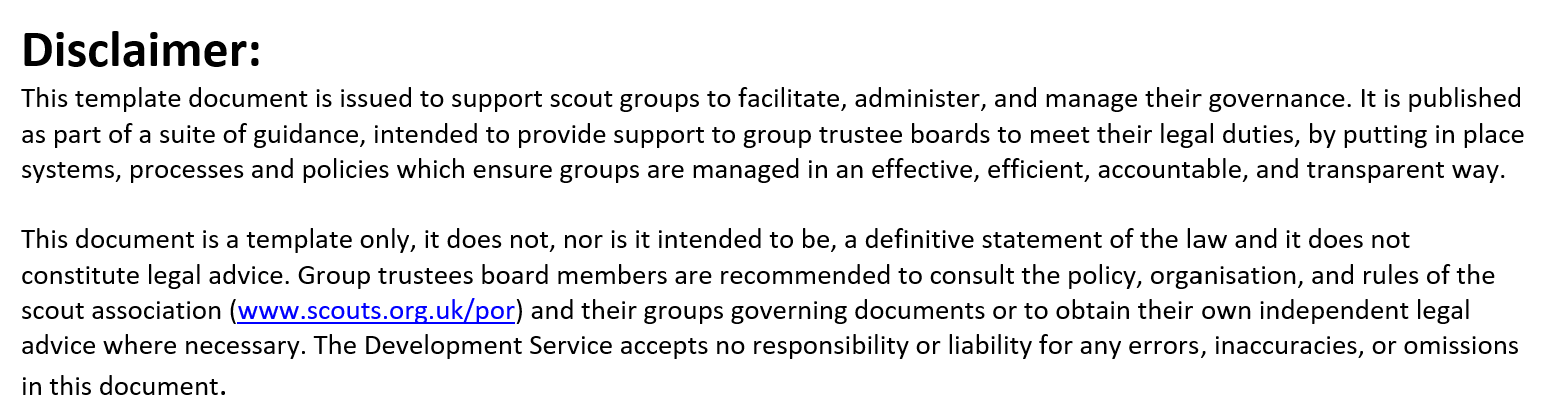 Disclaimer:
This template document is issued to support scout groups to facilitate, administer, and manage their governance. It is published
as part of a suite of guidance, intended to provide support to group trustee boards to meet their legal duties, by putting in place
systems, processes and policies which ensure groups are managed in an effective, efficient, accountable, and transparent way.
This document is a template only, it does not, nor is it intended to be, a definitive statement of the law and it does not
constitute legal advice. Group trustees board members are recommended to consult the policy, organisation, and rules of the
scout association (www.scouts.org.uk/por) and their groups governing documents or to obtain their own independent legal
advice where necessary. The Development Service accepts no responsibility or liability for any errors, inaccuracies, or omissions
in this document.